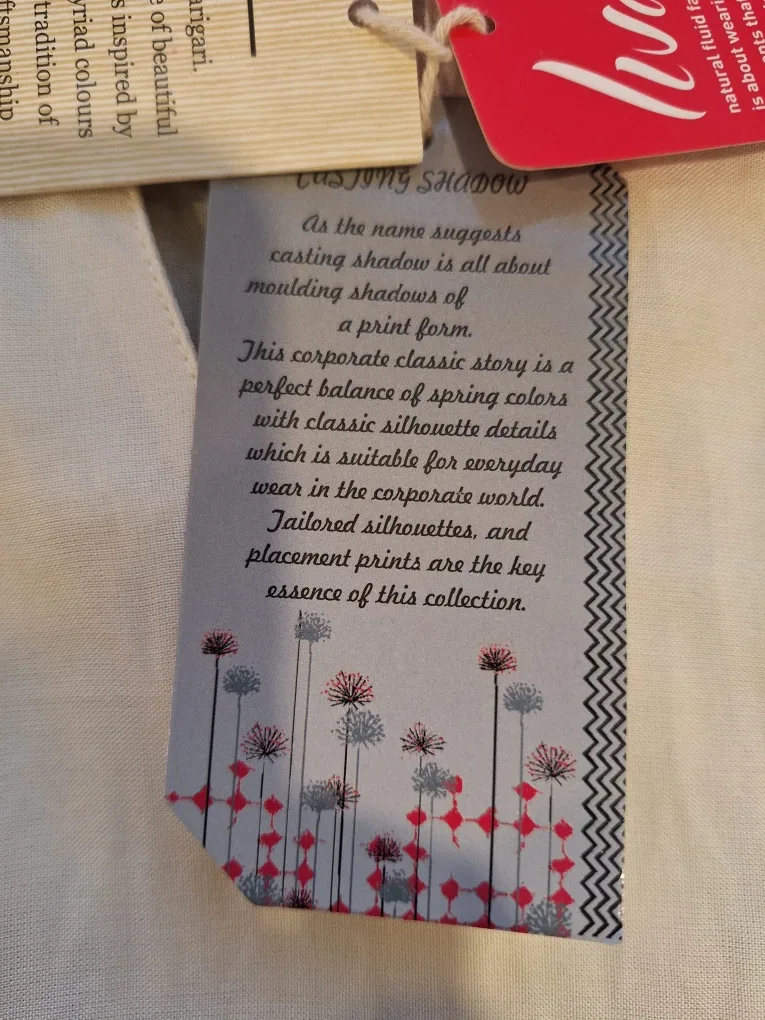 CASTING SHADOW
As the name suggests
casting shadow is all about
moulding shadows of
a print form.
This corporate classic story is a
perfect balance of spring colors
with classic silhouette details
which is suitable for everyday
wear in the corporate world.
Tailored silhouettes, and
placement prints are the key
essence of this collection.
arigari.
e of beautiful
s inspired by
yriad colours
tradition of
ftsmanship
natural fluid fa
is about weari